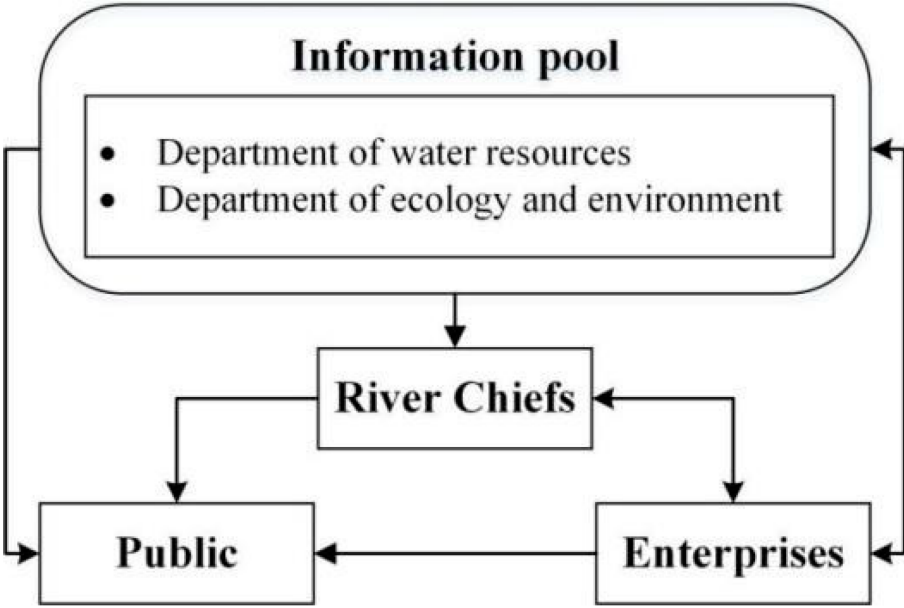 Information pool
• Department of water resources
• Department of ecology and environment
River Chiefs
Public
Enterprises